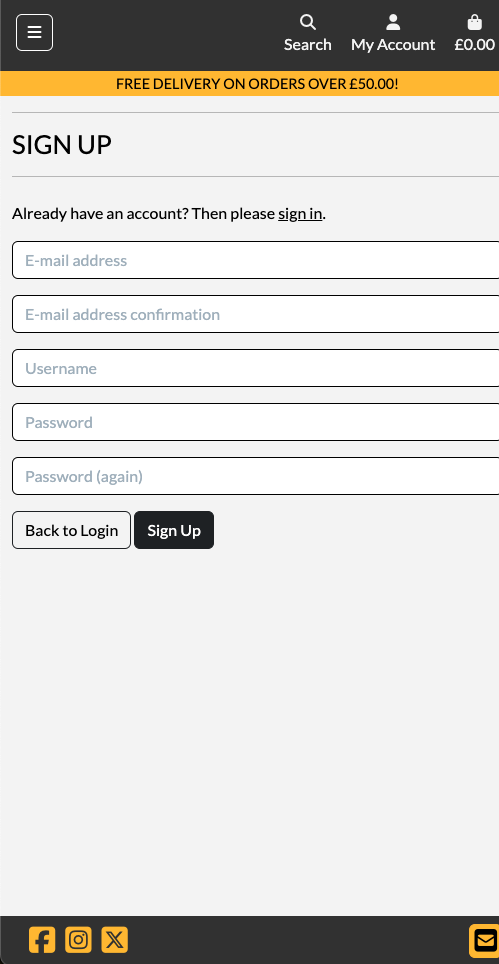 Search
My Account
£0.00
FREE DELIVERY ON ORDERS OVER £50.00!
SIGN UP
Already have an account? Then please sign in.
E-mail address
E-mail address confirmation
Username
Password
Password (again)
Back to Login
Sign Up